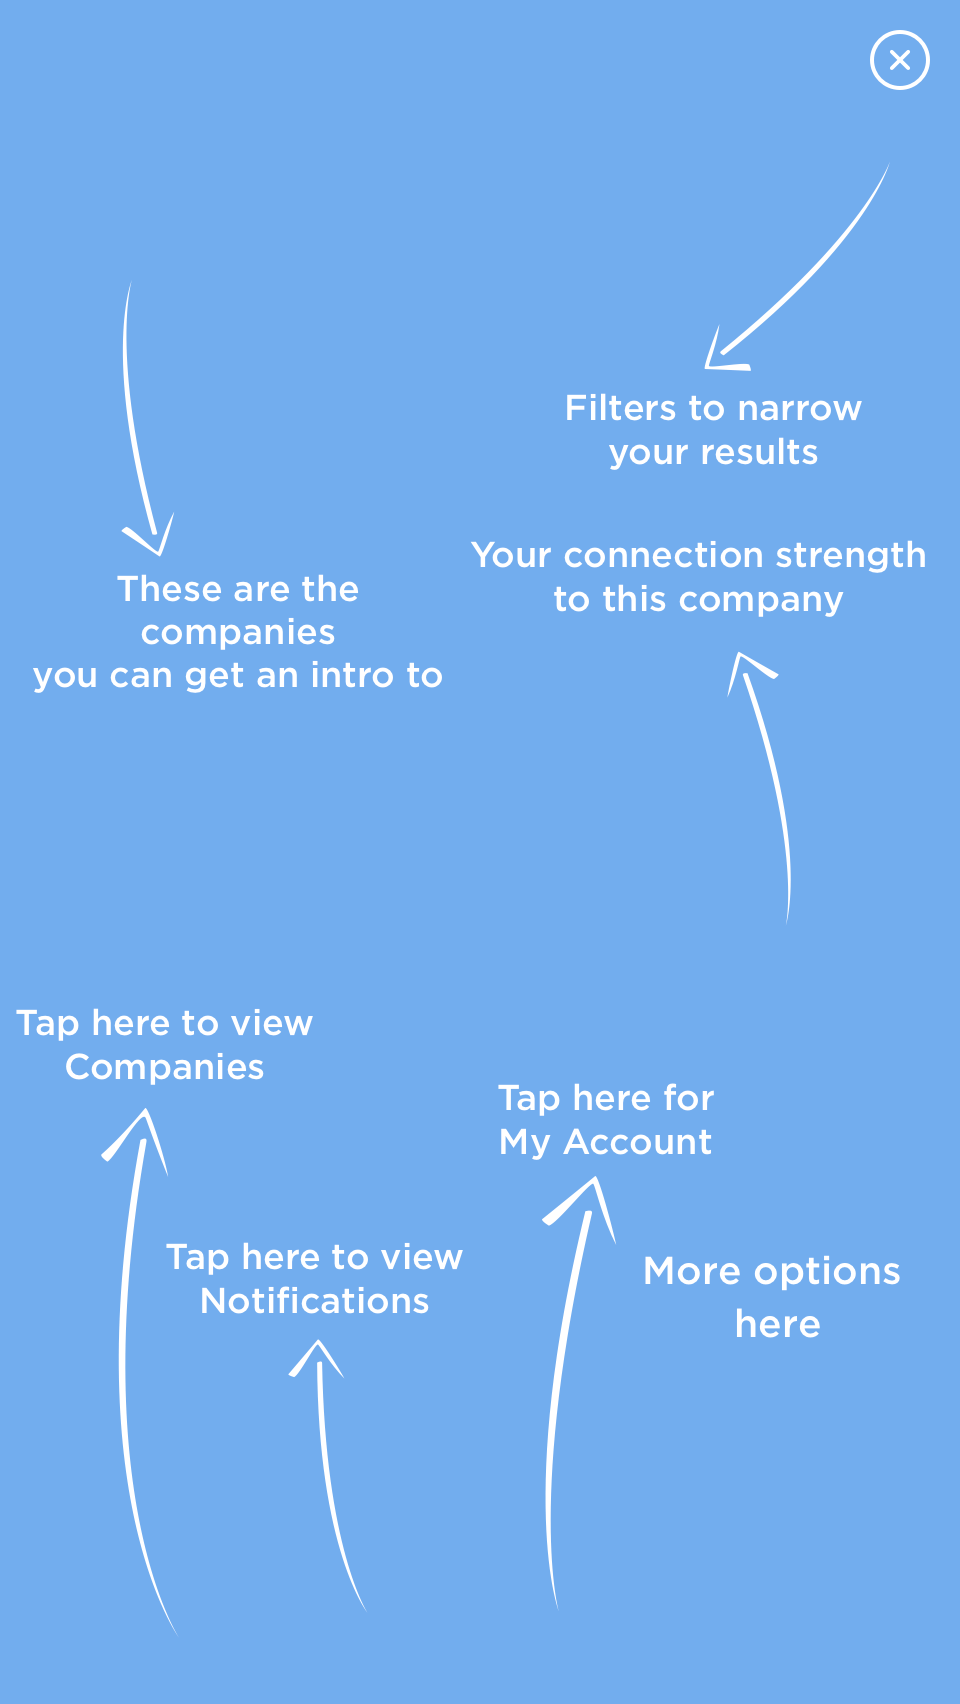 Filters to narrow
your results
Your connection strength
to this company
These are the
companies
you can get an intro to
Tap here to view
Companies
Tap here for
My Account
Tap here to view
Notifications
More options
here